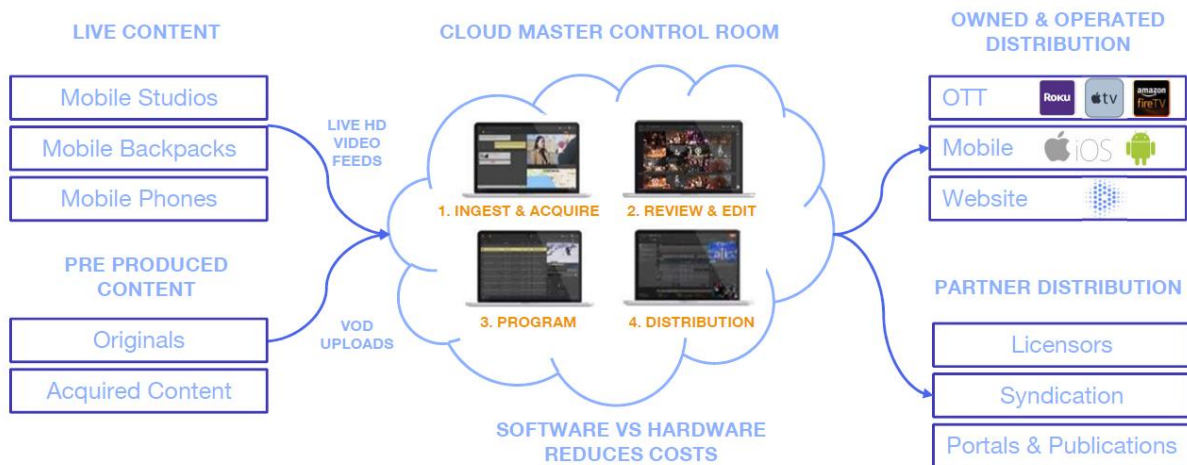 LIVE CONTENT
Mobile Studios
Mobile Backpacks
Mobile Phones
PRE PRODUCED
CONTENT
Originals
Acquired Content
LIVE HD
VIDEO
FEEDS
VOD
UPLOADS
CLOUD MASTER CONTROL ROOM
1. INGEST & ACQUIRE
2. REVIEW & EDIT
3. PROGRAM
4. DISTRIBUTION
SOFTWARE VS HARDWARE
REDUCES COSTS
OWNED & OPERATED
DISTRIBUTION
OTT
ROKU
tv
amazon
fireTV
Mobile
iOS
Website
PARTNER DISTRIBUTION
Licensors
Syndication
Portals & Publications